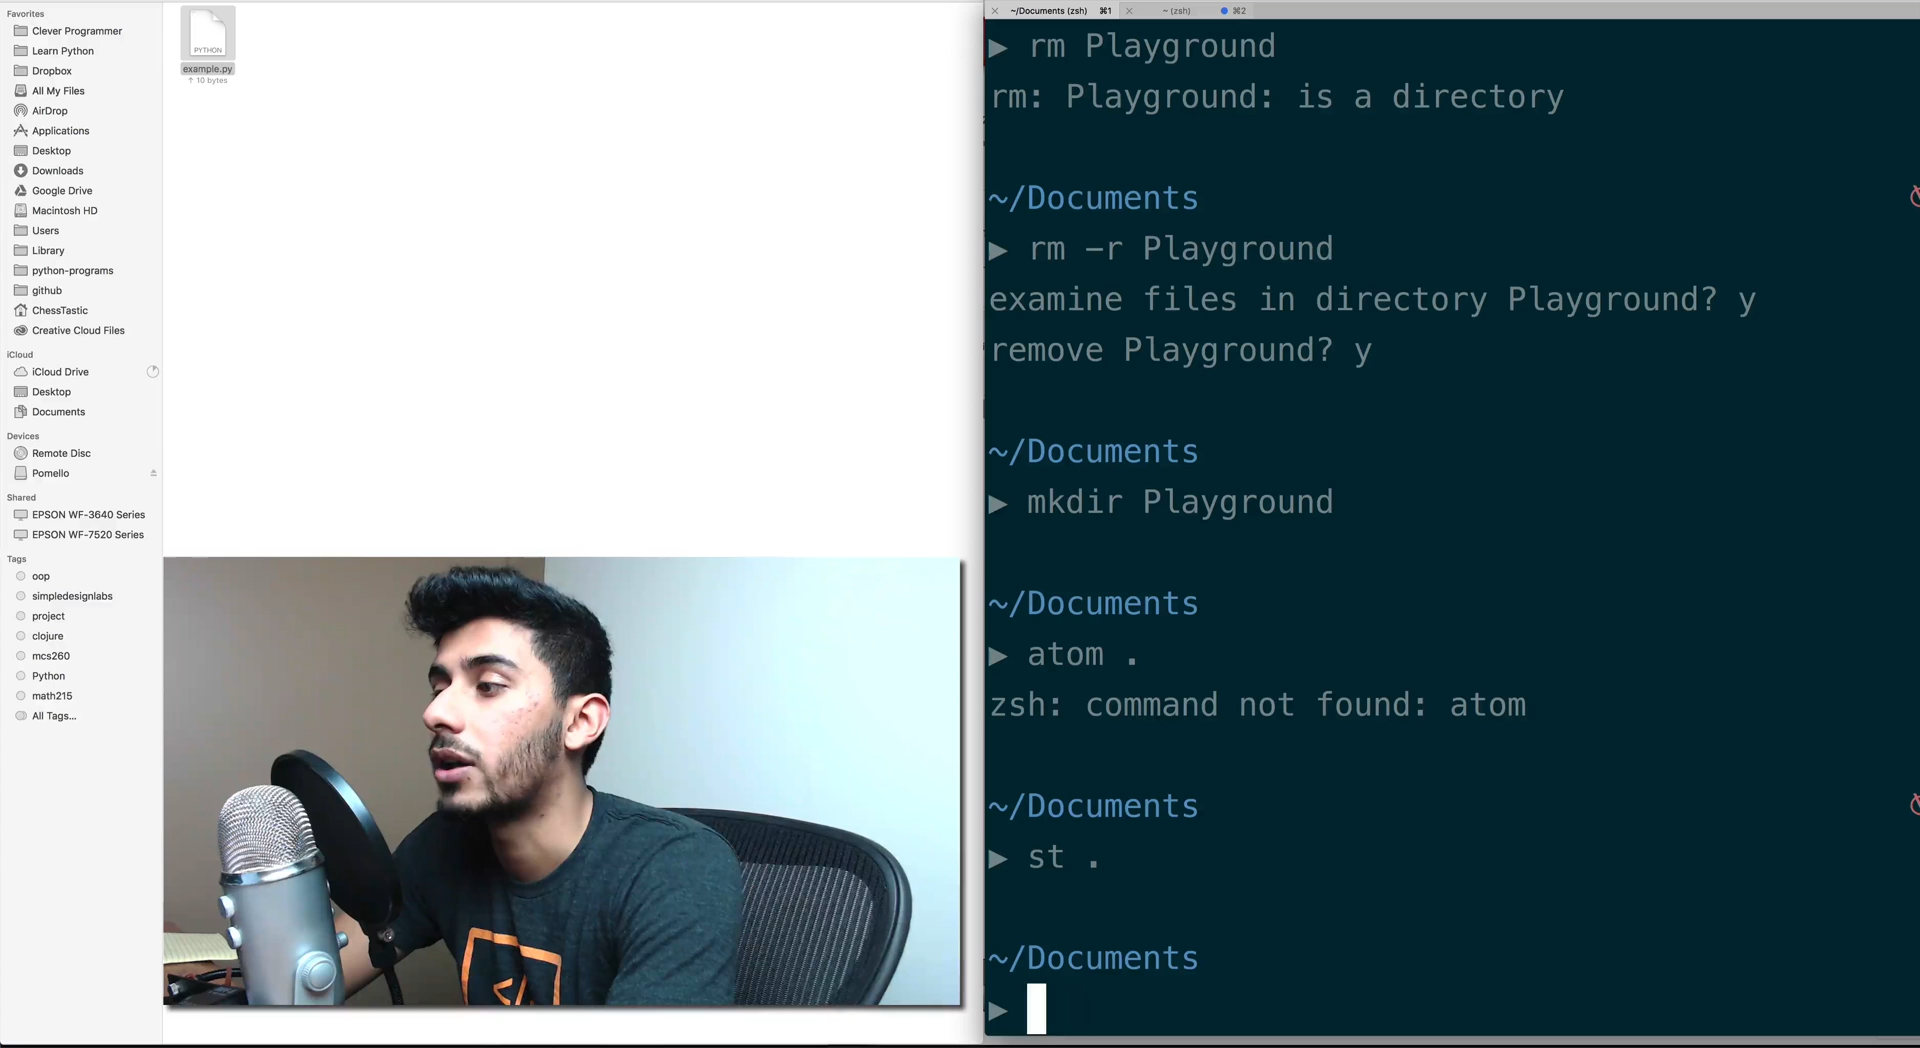 Favorites
Clever Programmer
Learn Python
Dropbox
All My Files
AirDrop
Applications
Desktop
Downloads
Google Drive
Macintosh HD
Users
Library
python-programs
github
ChessTastic
Creative Cloud Files
iCloud
iCloud Drive
Desktop
Documents
Devices
Remote Disc
Pomello
Shared
EPSON WF-3640 Series
EPSON WF-7520 Series
Tags
oop
simpledesignlabs
project
clojure
mcs260
Python
math215
All Tags...
PYTHON
example.py
↑ 10 bytes
~/Documents (zsh) ⌘1 ~ (zsh) ⌘2
▶ rm Playground
rm: Playground: is a directory
~/Documents
▶ rm -r Playground
examine files in directory Playground? y
remove Playground? y
~/Documents
▶ mkdir Playground
~/Documents
▶ atom .
zsh: command not found: atom
~/Documents
▶ st .
~/Documents
▶